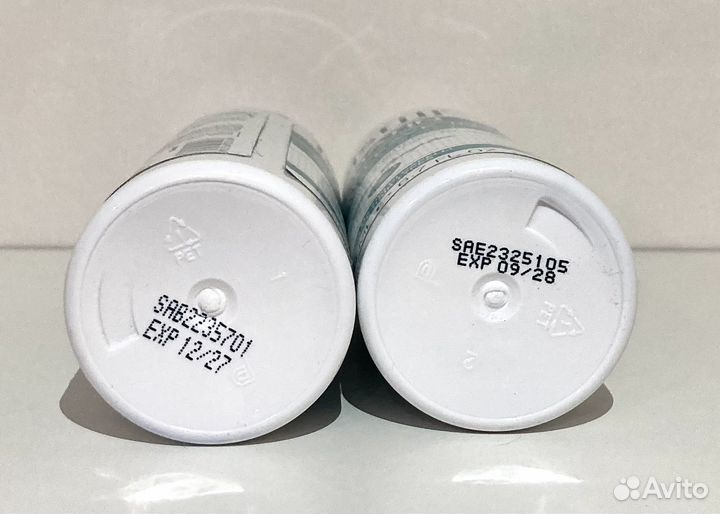 SAB2235701
EXP 12/27
SAE2325105
EXP 09/28
PET
PET
Avito